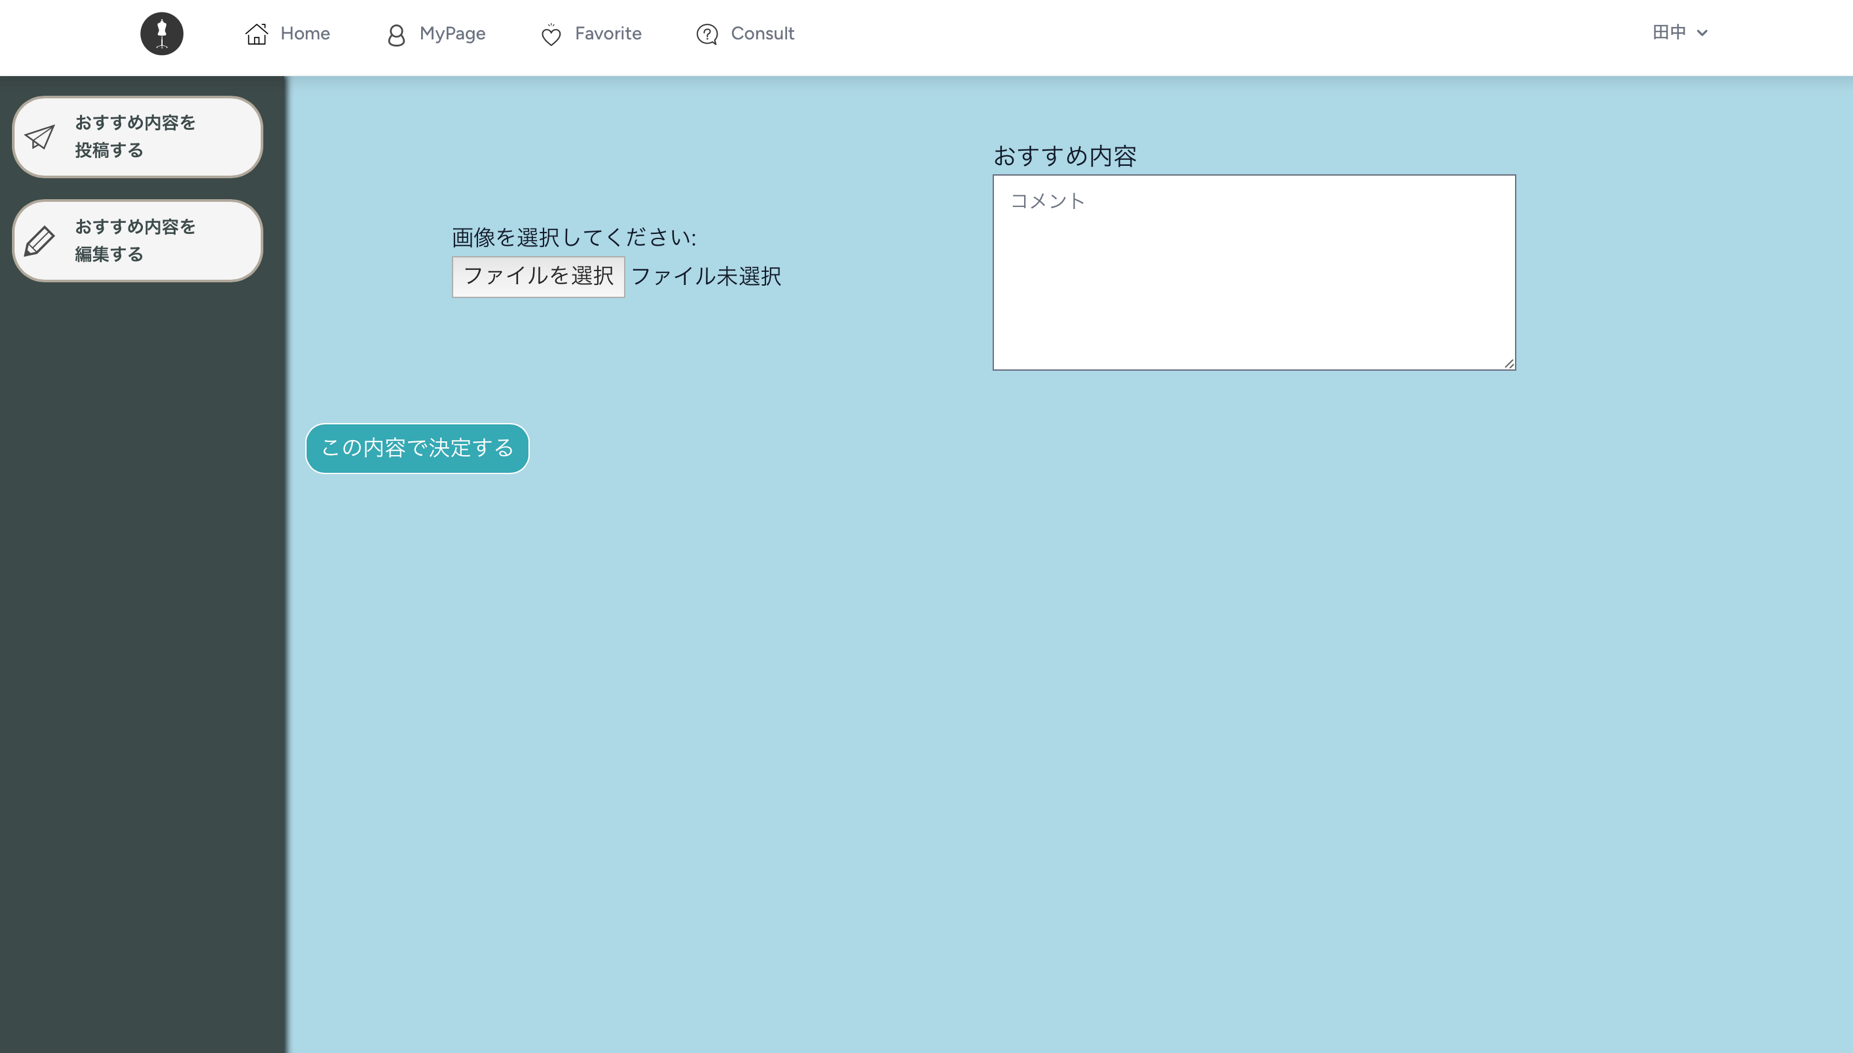 Home
MyPage
Favorite
Consult
田中
おすすめ内容を
投稿する
おすすめ内容を
編集する
おすすめ内容
コメント
画像を選択してください:
ファイルを選択 ファイル未選択
この内容で決定する